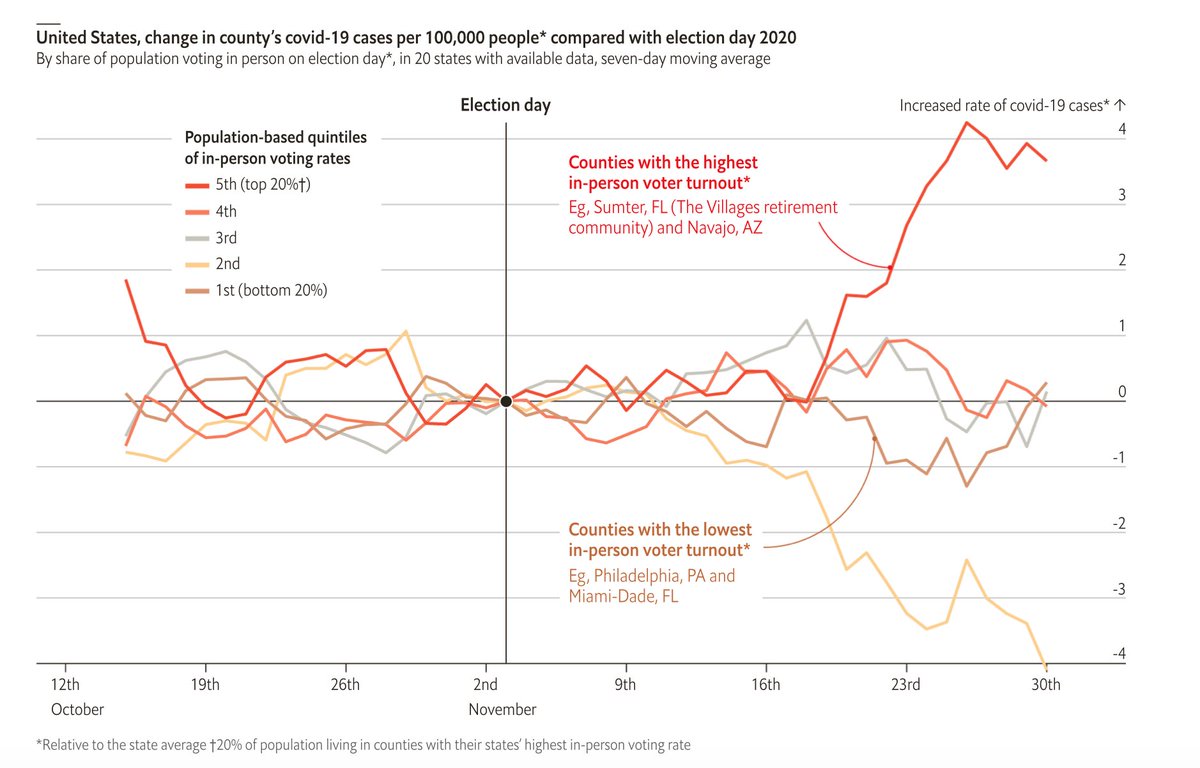 United States, change in county's covid-19 cases per 100,000 people* compared with election day 2020
By share of population voting in person on election day*, in 20 states with available data, seven-day moving average
Election day
Increased rate of covid-19 cases* ↑
Population-based quintiles
of in-person voting rates
5th (top 20%†)
4th
3rd
2nd
1st (bottom 20%)
Counties with the highest
in-person voter turnout*
Eg, Sumter, FL (The Villages retirement
community) and Navajo, AZ
Counties with the lowest
in-person voter turnout*
Eg, Philadelphia, PA and
Miami-Dade, FL
4
3
2
1
0
-1
-2
-3
-4
12th
19th
26th
2nd
9th
16th
23rd
30th
October
November
*Relative to the state average †20% of population living in counties with their states' highest in-person voting rate